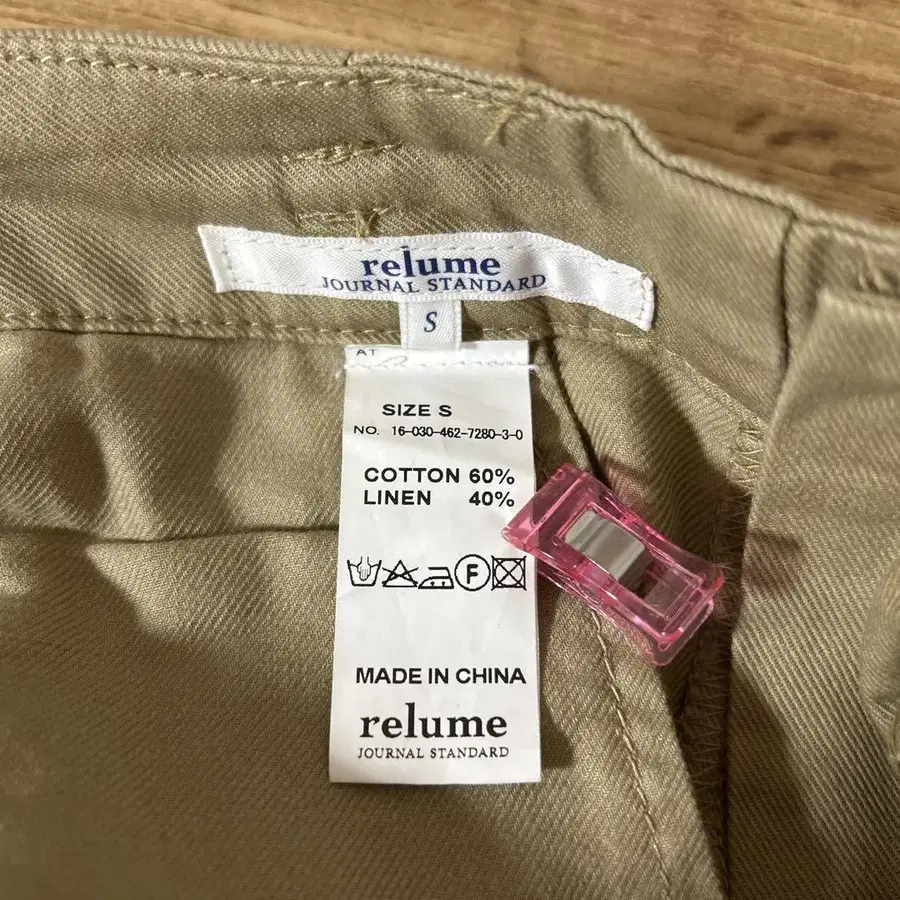 relume
JOURNAL STANDARD
S
AT
SIZE S
NO. 16-030-462-7280-3-0
COTTON 60%
LINEN 40%
F
MADE IN CHINA
relume
JOURNAL STANDARD